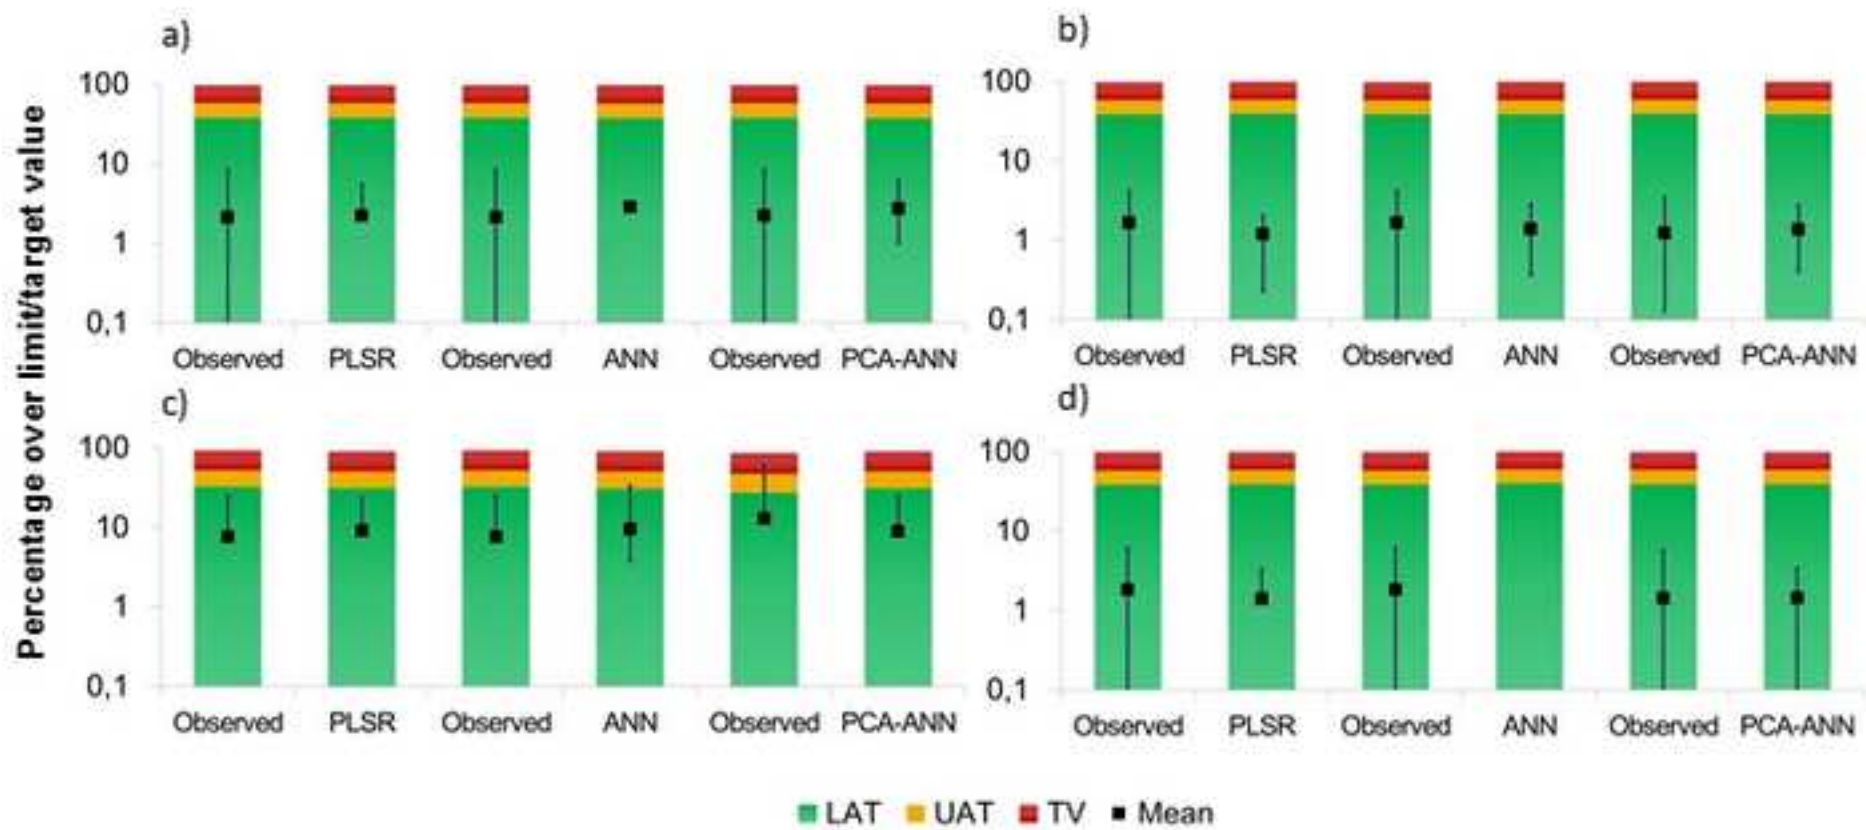 Percentage over limit/target value
a)
100
10
1
0,1
Observed PLSR Observed ANN Observed PCA-ANN
b)
100
10
1
0,1
Observed PLSR Observed ANN Observed PCA-ANN
c)
100
10
1
0,1
Observed PLSR Observed ANN Observed PCA-ANN
d)
100
10
1
0,1
Observed PLSR Observed ANN Observed PCA-ANN
LAT UAT TV Mean